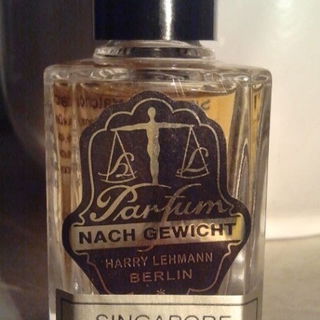 H L
Parfum
NACH GEWICHT
HARRY LEHMANN
BERLIN
SINGAPORE